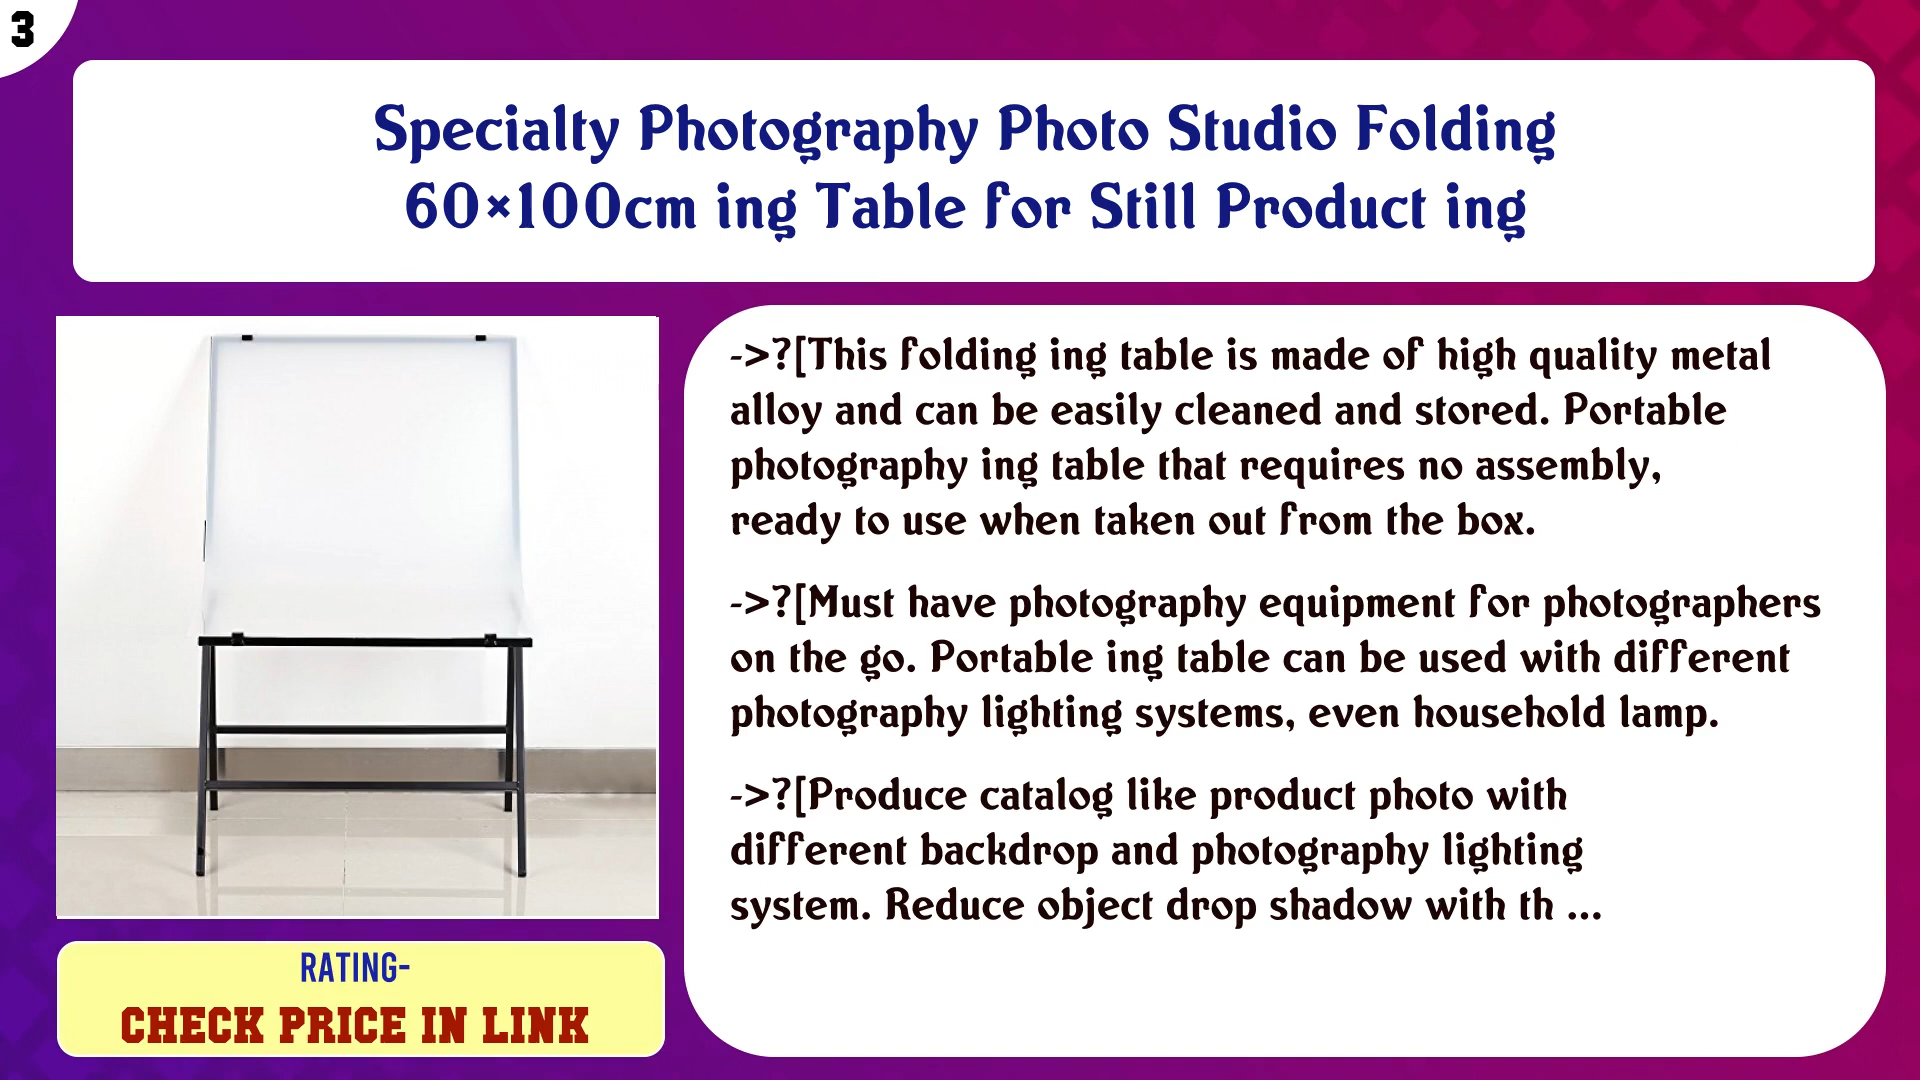 3
Specialty Photography Photo Studio Folding
60×100cm ing Table for Still Product ing
->?[This folding ing table is made of high quality metal
alloy and can be easily cleaned and stored. Portable
photography ing table that requires no assembly,
ready to use when taken out from the box.
->?[Must have photography equipment for photographers
on the go. Portable ing table can be used with different
photography lighting systems, even household lamp.
->?[Produce catalog like product photo with
different backdrop and photography lighting
system. Reduce object drop shadow with th ...
RATING-
CHECK PRICE IN LINK